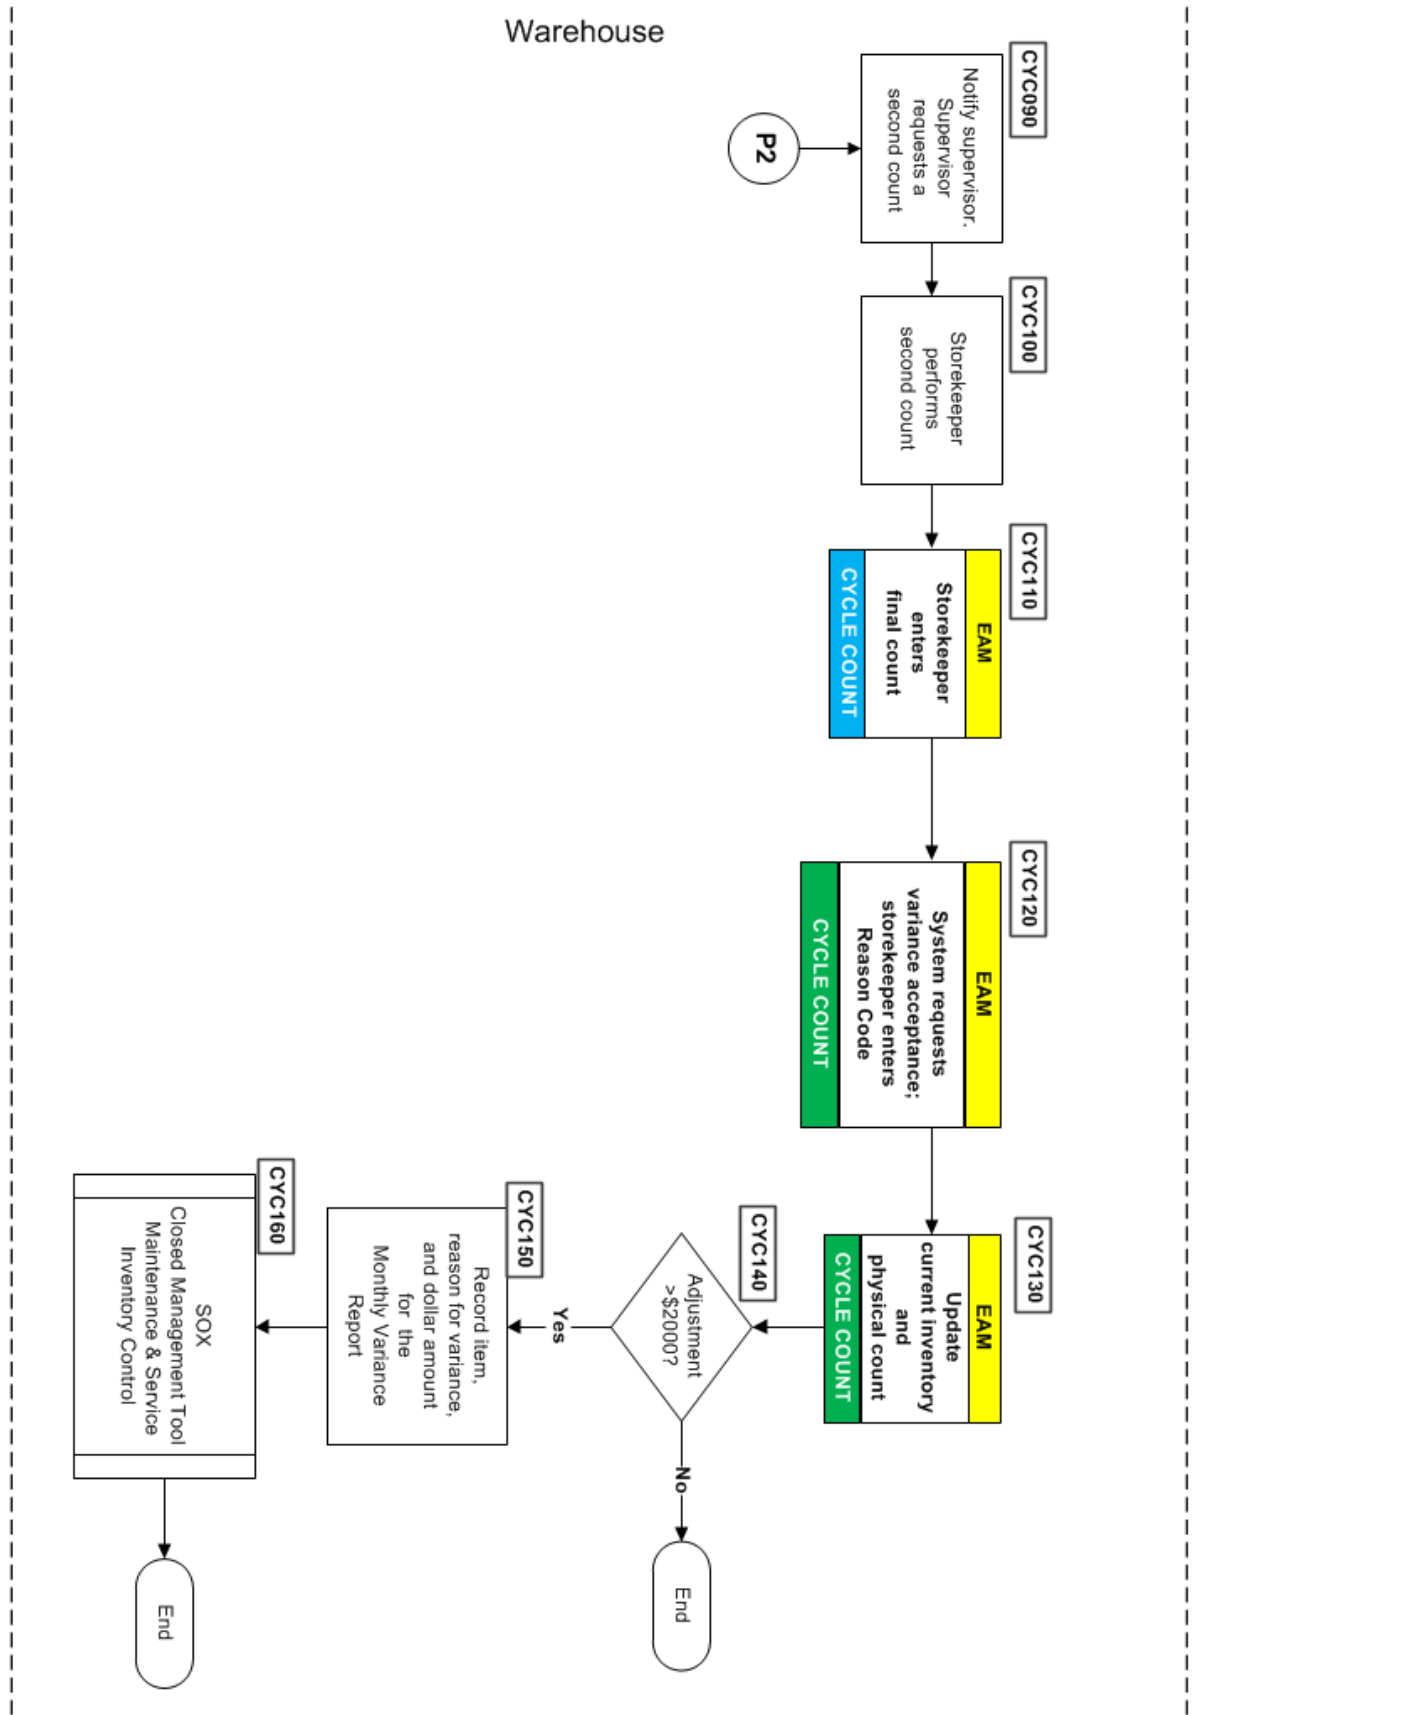 Warehouse
CYC090
Notify supervisor.
Supervisor
requests a
second count
P2
CYC100
Storekeeper
performs
second count
CYC110
EAM
Storekeeper
enters
final count
CYCLE COUNT
CYC120
EAM
System requests
variance acceptance;
storekeeper enters
Reason Code
CYCLE COUNT
CYC130
EAM
Update
current inventory
and
physical count
CYCLE COUNT
CYC140
Adjustment
>$2000?
Yes
No
End
CYC150
Record item,
reason for variance,
and dollar amount
for the
Monthly Variance
Report
CYC160
SOX
Closed Management Tool
Maintenance & Service
Inventory Control
End